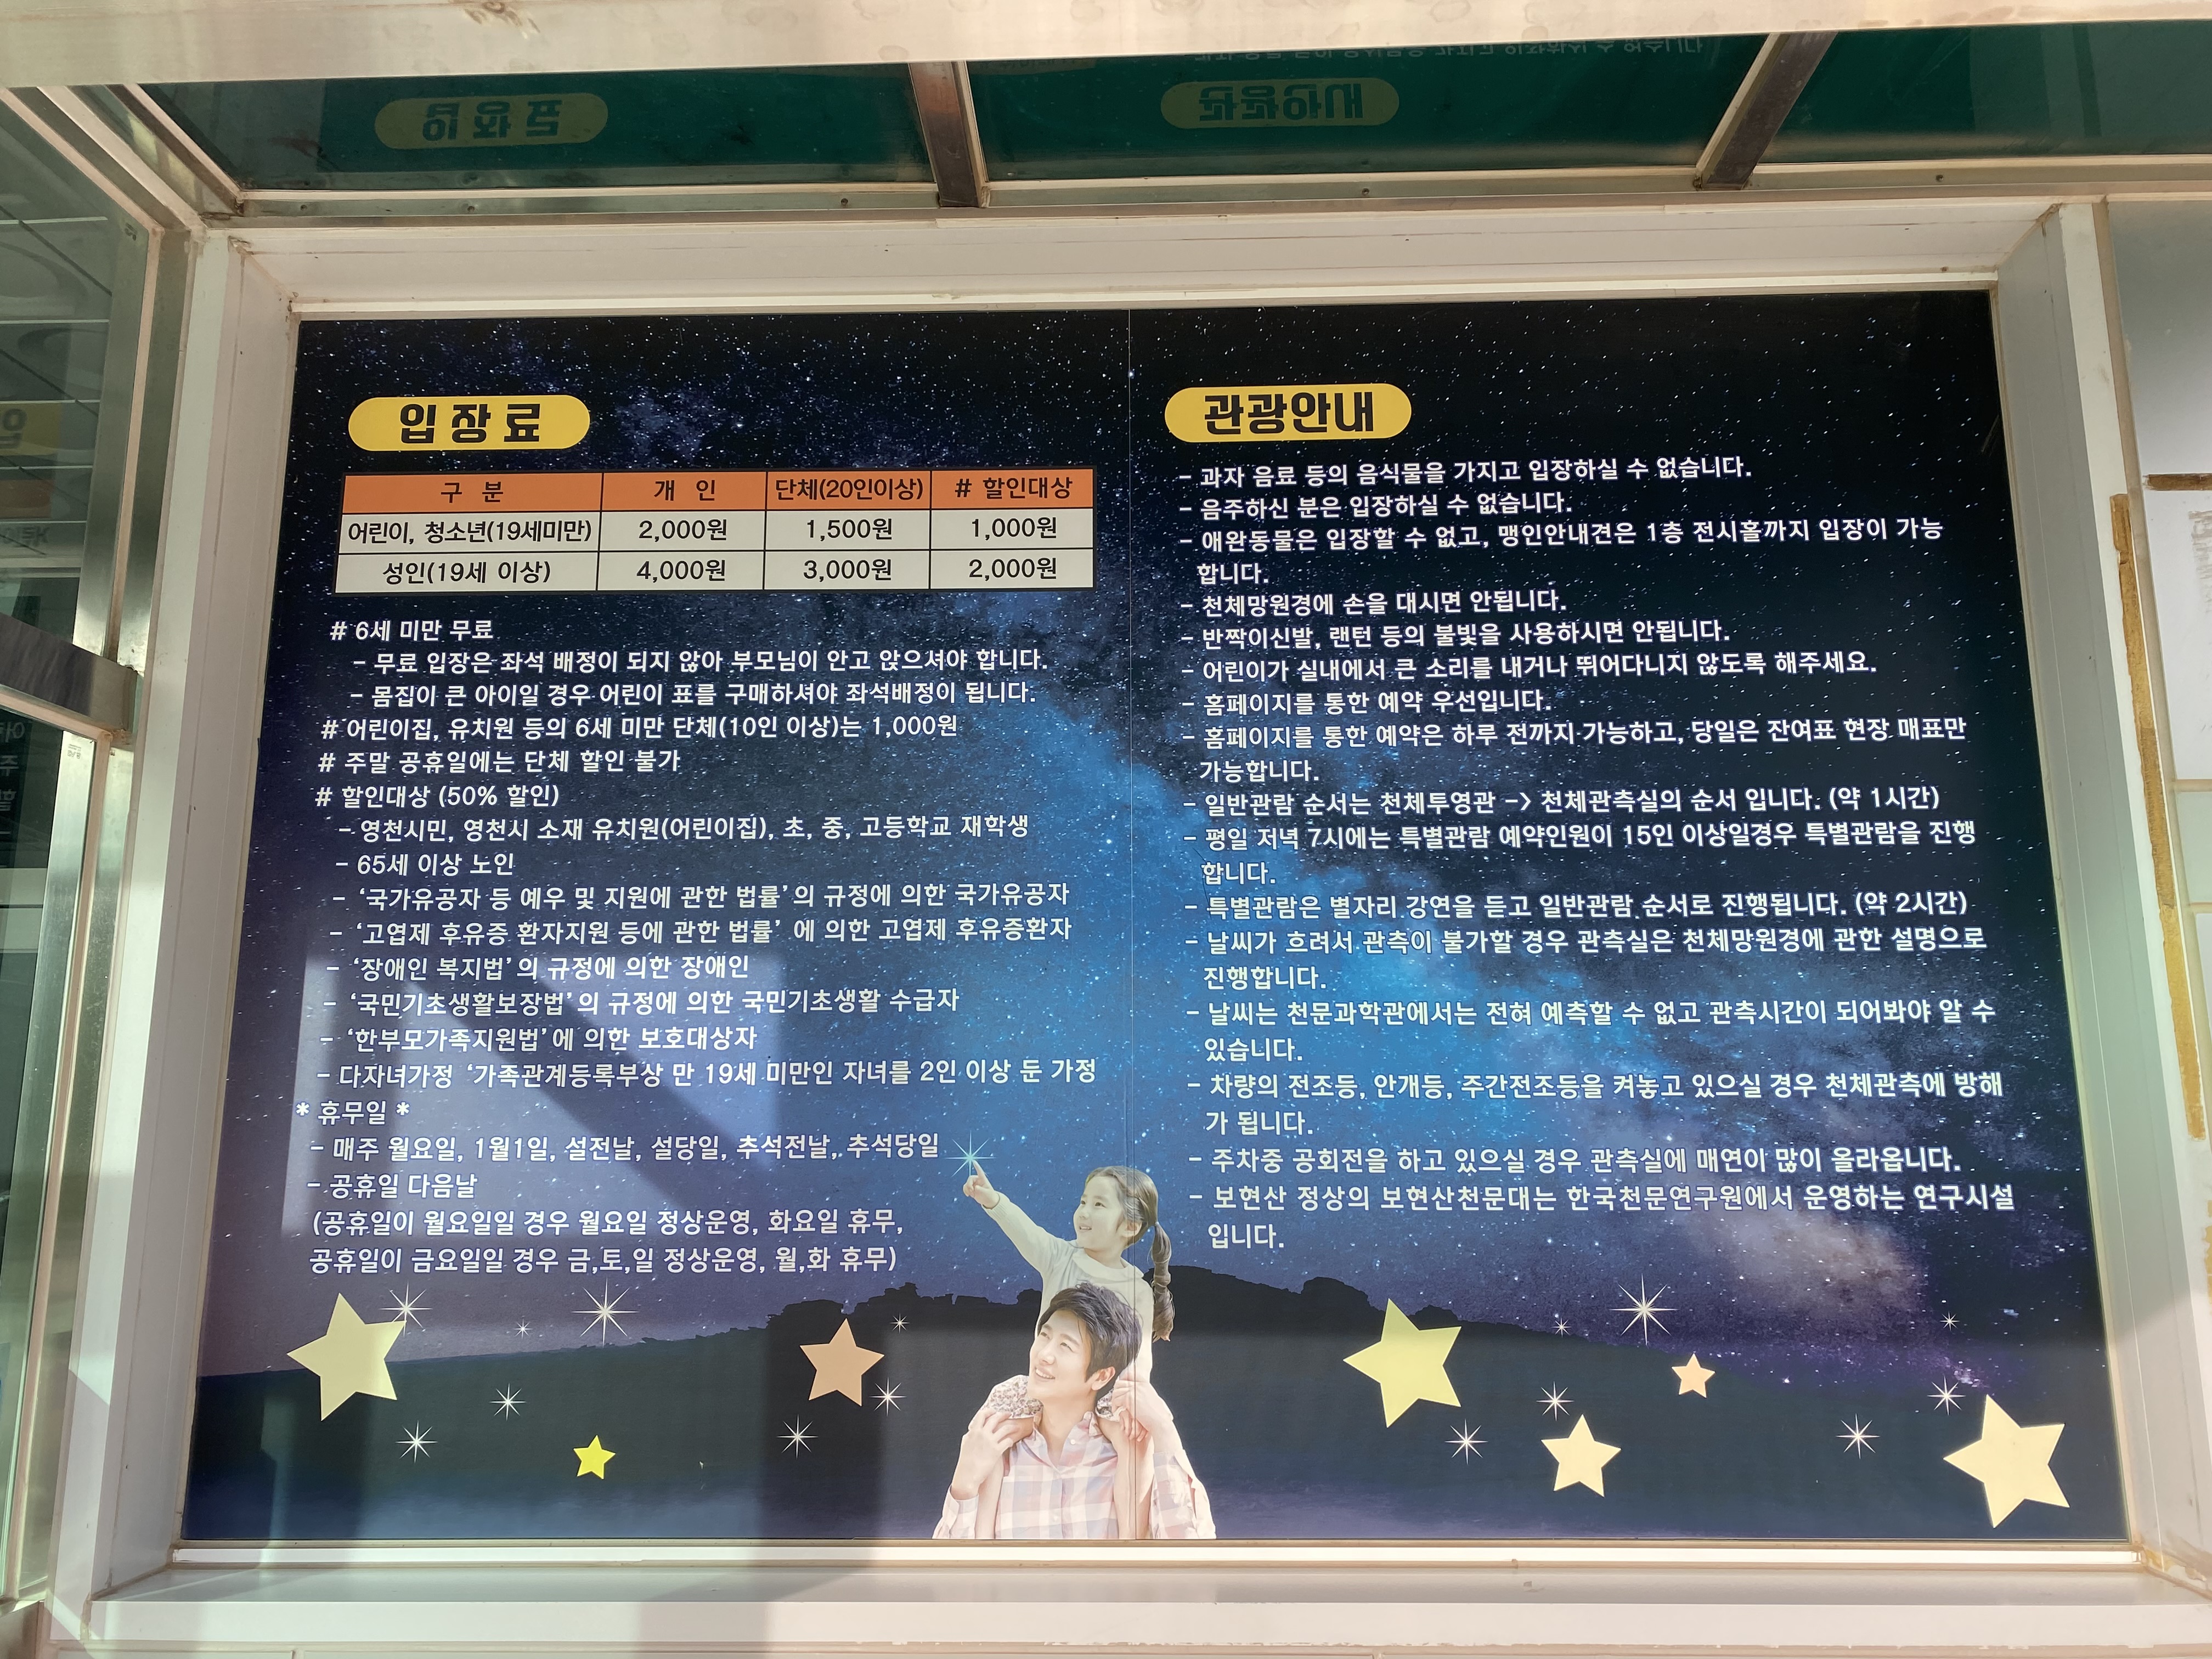 입장료
구 분 개 인 단체(20인이상) # 할인대상
어린이, 청소년(19세미만) 2,000원 1,500원 1,000원
성인(19세 이상) 4,000원 3,000원 2,000원
# 6세 미만 무료
- 무료 입장은 좌석 배정이 되지 않아 부모님이 안고 앉으셔야 합니다.
- 몸집이 큰 아이일 경우 어린이 표를 구매하셔야 좌석배정이 됩니다.
# 어린이집, 유치원 등의 6세 미만 단체(10인 이상)는 1,000원
# 주말 공휴일에는 단체 할인 불가
# 할인대상 (50% 할인)
- 영천시민, 영천시 소재 유치원(어린이집), 초, 중, 고등학교 재학생
- 65세 이상 노인
- ‘국가유공자 등 예우 및 지원에 관한 법률’의 규정에 의한 국가유공자
- ‘고엽제 후유증 환자지원 등에 관한 법률’ 에 의한 고엽제 후유증환자
- ‘장애인 복지법’의 규정에 의한 장애인
- ‘국민기초생활보장법’의 규정에 의한 국민기초생활 수급자
- ‘한부모가족지원법’에 의한 보호대상자
- 다자녀가정 ‘가족관계등록부상 만 19세 미만인 자녀를 2인 이상 둔 가정
* 휴무일 *
- 매주 월요일, 1월1일, 설전날, 설당일, 추석전날, 추석당일
- 공휴일 다음날
(공휴일이 월요일일 경우 월요일 정상운영, 화요일 휴무,
공휴일이 금요일일 경우 금,토,일 정상운영, 월,화 휴무)
관광안내
- 과자 음료 등의 음식물을 가지고 입장하실 수 없습니다.
- 음주하신 분은 입장하실 수 없습니다.
- 애완동물은 입장할 수 없고, 맹인안내견은 1층 전시홀까지 입장이 가능
합니다.
- 천체망원경에 손을 대시면 안됩니다.
- 반짝이신발, 랜턴 등의 불빛을 사용하시면 안됩니다.
- 어린이가 실내에서 큰 소리를 내거나 뛰어다니지 않도록 해주세요.
- 홈페이지를 통한 예약 우선입니다.
- 홈페이지를 통한 예약은 하루 전까지 가능하고, 당일은 잔여표 현장 매표만
가능합니다.
- 일반관람 순서는 천체투영관 -> 천체관측실의 순서 입니다. (약 1시간)
- 평일 저녁 7시에는 특별관람 예약인원이 15인 이상일경우 특별관람을 진행
합니다.
- 특별관람은 별자리 강연을 듣고 일반관람 순서로 진행됩니다. (약 2시간)
- 날씨가 흐려서 관측이 불가할 경우 관측실은 천체망원경에 관한 설명으로
진행합니다.
- 날씨는 천문과학관에서는 전혀 예측할 수 없고 관측시간이 되어봐야 알 수
있습니다.
- 차량의 전조등, 안개등, 주간전조등을 켜놓고 있으실 경우 천체관측에 방해
가 됩니다.
- 주차중 공회전을 하고 있으실 경우 관측실에 매연이 많이 올라옵니다.
- 보현산 정상의 보현산천문대는 한국천문연구원에서 운영하는 연구시설
입니다.